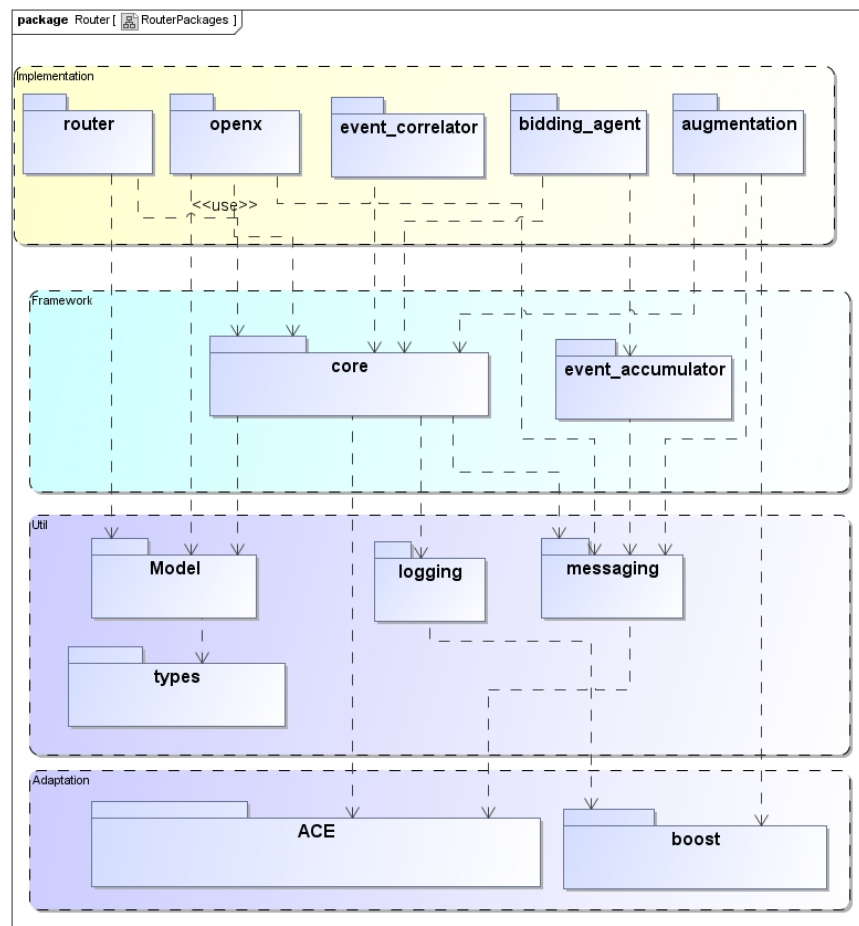 package Router [ RouterPackages ]
Implementation
router
openx
event_correlator
bidding_agent
augmentation
<<use>>
Framework
core
event_accumulator
Util
Model
logging
messaging
types
Adaptation
ACE
boost